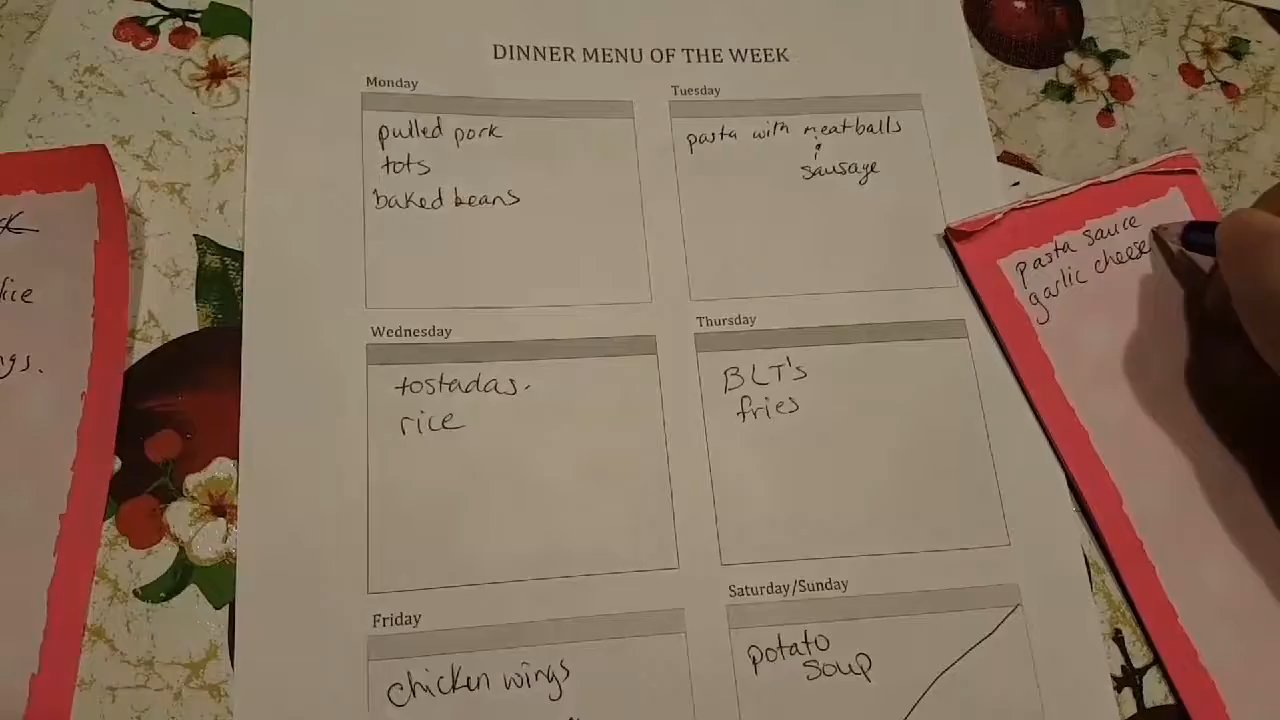 DINNER MENU OF THE WEEK
Monday
pulled pork
tots
baked beans
Tuesday
pasta with meatballs
&
sausage
Wednesday
tostadas.
rice
Thursday
BLT's
fries
Friday
chicken wings
Saturday/Sunday
potato
soup
pasta sauce
garlic cheese